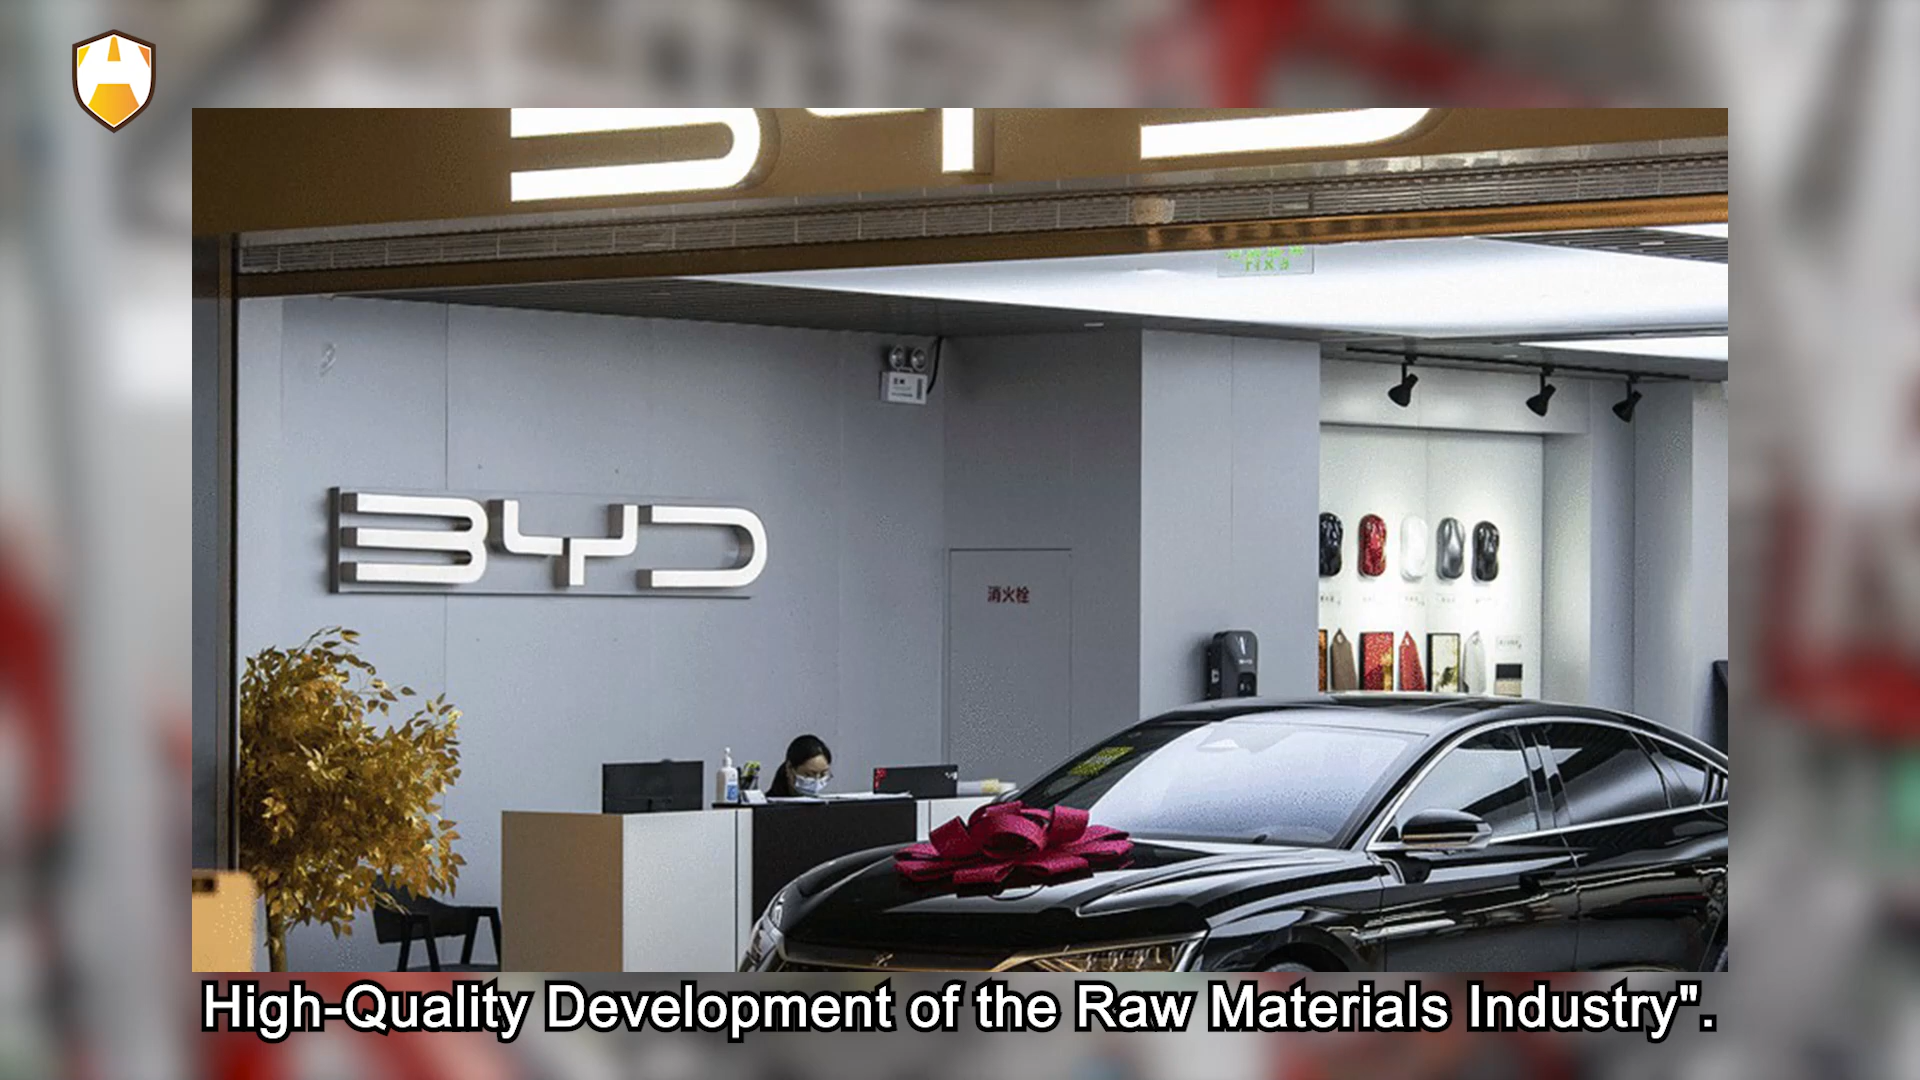 BYD
BYD
消火栓
High-Quality Development of the Raw Materials Industry".